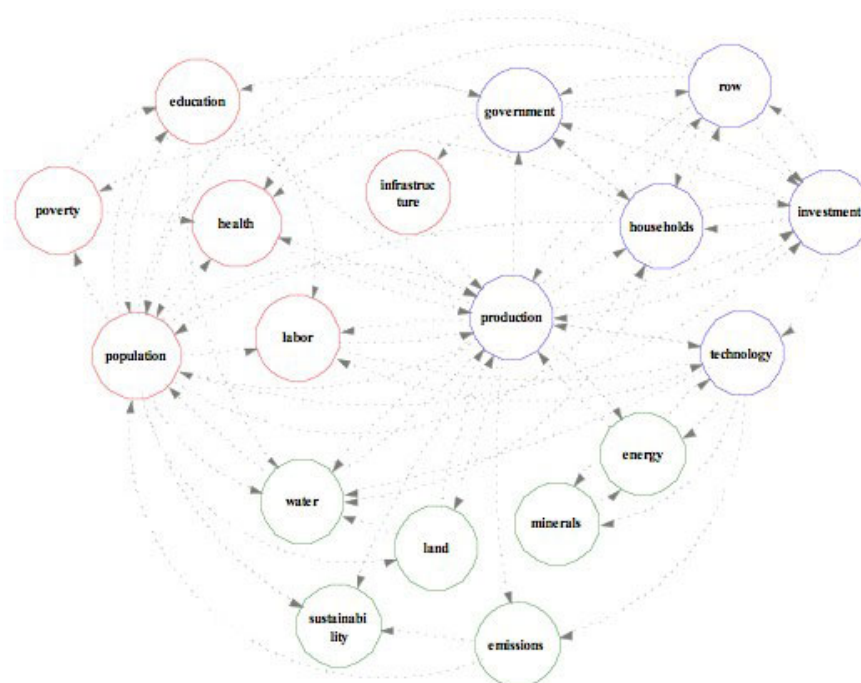 row
education
government
infrastruc
ture
poverty
health
households
investment
production
labor
population
technology
energy
water
minerals
land
sustainabi
lity
emissions